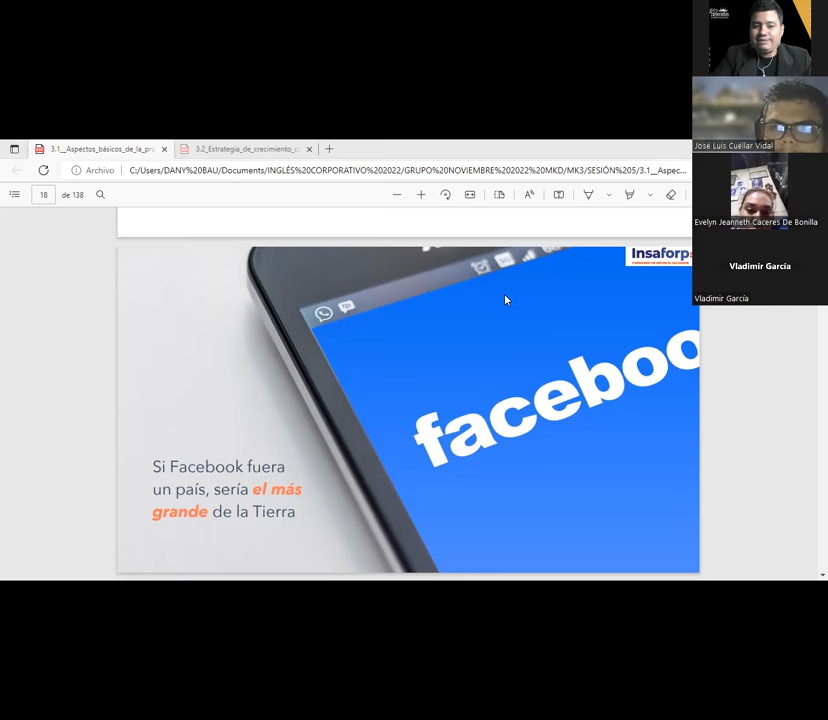 3.1__Aspectos_básicos_de_la_pra
3.2_Estrategia_de_crecimiento_c
Archivo
C:/Users/DANY%20BAU/Documents/INGLÉS%20CORPORATIVO%202022/GRUPO%20NOVIEMBRE%202022%20MKD/MK3/SESIÓN%205/3.1__Aspec...
18
de 138
Insaforp
faceboo
Si Facebook fuera
un país, sería el más
grande de la Tierra
José Luis Cuéllar Vidal
Evelyn Jeanneth Caceres De Bonilla
Vladimir García
Vladimir García